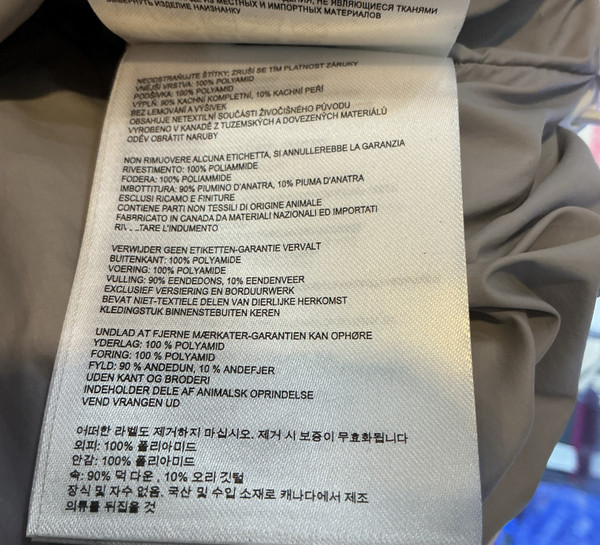 НЕ ЯВЛЯЮЩИЕСЯ ТКАНЯМИ
ИЗ МЕСТНЫХ И ИМПОРТНЫХ МАТЕРИАЛОВ
ВЫВЕРНУТЬ ИЗДЕЛИЕ НАИЗНАНКУ
NEODSTRAŇUJTE ŠTÍTKY; ZRUŠÍ SE TÍM PLATNOST ZÁRUKY
VNĚJŠÍ VRSTVA: 100% POLYAMID
PODŠÍVKA: 100% POLYAMID
VÝPLŇ: 90% KACHNÍ KOMPLETNÍ, 10% KACHNÍ PEŘÍ
BEZ LEMOVÁNÍ A VÝŠIVEK
OBSAHUJE NETEXTILNÍ SOUČÁSTI ŽIVOČIŠNÉHO PŮVODU
VYROBENO V KANADĚ Z TUZEMSKÝCH A DOVEZENÝCH MATERIÁLŮ
ODĚV OBRÁTIT NARUBY
NON RIMUOVERE ALCUNA ETICHETTA, SI ANNULLEREBBE LA GARANZIA
RIVESTIMENTO: 100% POLIAMMIDE
FODERA: 100% POLIAMMIDE
IMBOTTITURA: 90% PIUMINO D'ANATRA, 10% PIUMA D'ANATRA
ESCLUSI RICAMO E FINITURE
CONTIENE PARTI NON TESSILI DI ORIGINE ANIMALE
FABBRICATO IN CANADA DA MATERIALI NAZIONALI ED IMPORTATI
L'INDUMENTO
VERWIJDER GEEN ETIKETTEN-GARANTIE VERVALT
BUITENKANT: 100% POLYAMIDE
VOERING: 100% POLYAMIDE
VULLING: 90% EENDEDONS, 10% EENDENVEER
EXCLUSIEF VERSIERING EN BORDUURWERK
BEVAT NIET-TEXTIELE DELEN VAN DIERLIJKE HERKOMST
KLEDINGSTUK BINNENSTEBUITEN KEREN
UNDLAD AT FJERNE MÆRKATER-GARANTIEN KAN OPHØRE
YDERLAG: 100 % POLYAMID
FORING: 100 % POLYAMID
FYLD: 90 % ANDEDUN, 10 % ANDEFJER
UDEN KANT OG BRODERI
INDEHOLDER DELE AF ANIMALSK OPRINDELSE
VEND VRANGEN UD
어떠한 라벨도 제거하지 마십시오. 제거 시 보증이 무효화됩니다
외피: 100% 폴리아미드
안감: 100% 폴리아미드
속: 90% 덕 다운, 10% 오리 깃털
장식 및 자수 없음. 국산 및 수입 소재로 캐나다에서 제조
의류를 뒤집을 것